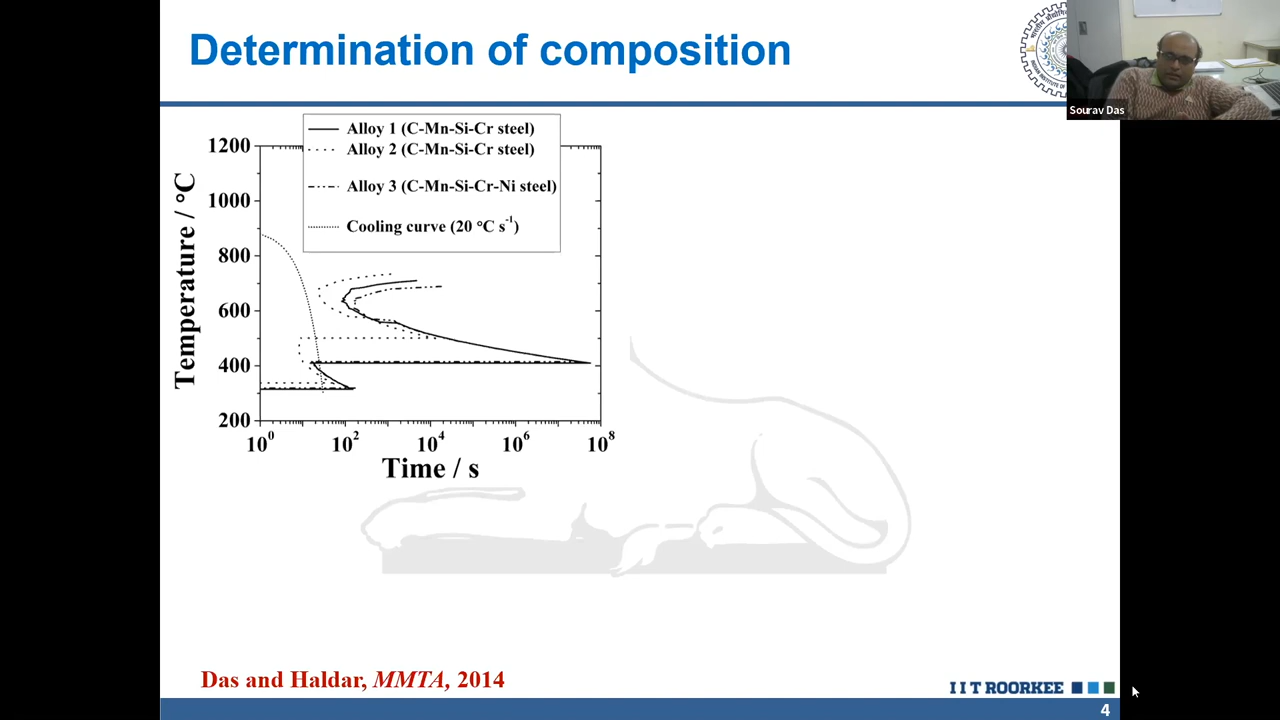 Determination of composition
Sourav Das
Alloy 1 (C-Mn-Si-Cr steel)
Alloy 2 (C-Mn-Si-Cr steel)
Alloy 3 (C-Mn-Si-Cr-Ni steel)
Cooling curve (20 °C s⁻¹)
Temperature / °C
1200
1000
800
600
400
200
10⁰ 10² 10⁴ 10⁶ 10⁸
Time / s
Das and Haldar, MMTA, 2014
I I T ROORKEE
4